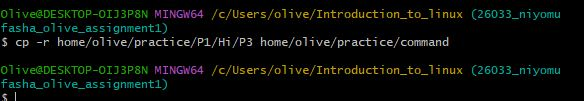 Olive@DESKTOP-OIJ3P8N MINGW64 /c/Users/olive/Introduction_to_linux (26033_niyomu
fasha_olive_assignment1)
$ cp -r home/olive/practice/P1/Hi/P3 home/olive/practice/command
Olive@DESKTOP-OIJ3P8N MINGW64 /c/Users/olive/Introduction_to_linux (26033_niyomu
fasha_olive_assignment1)
$